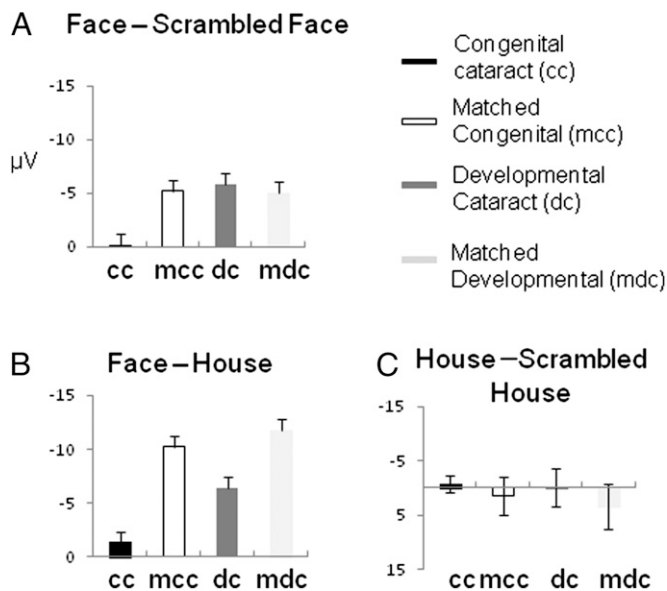 A
Face – Scrambled Face
-15
-10
µV
-5
0
cc mcc dc mdc
Congenital
cataract (cc)
Matched
Congenital (mcc)
Developmental
Cataract (dc)
Matched
Developmental (mdc)
B
Face – House
-15
-10
-5
0
cc mcc dc mdc
C
House – Scrambled
House
-15
-5
5
15
cc mcc dc mdc